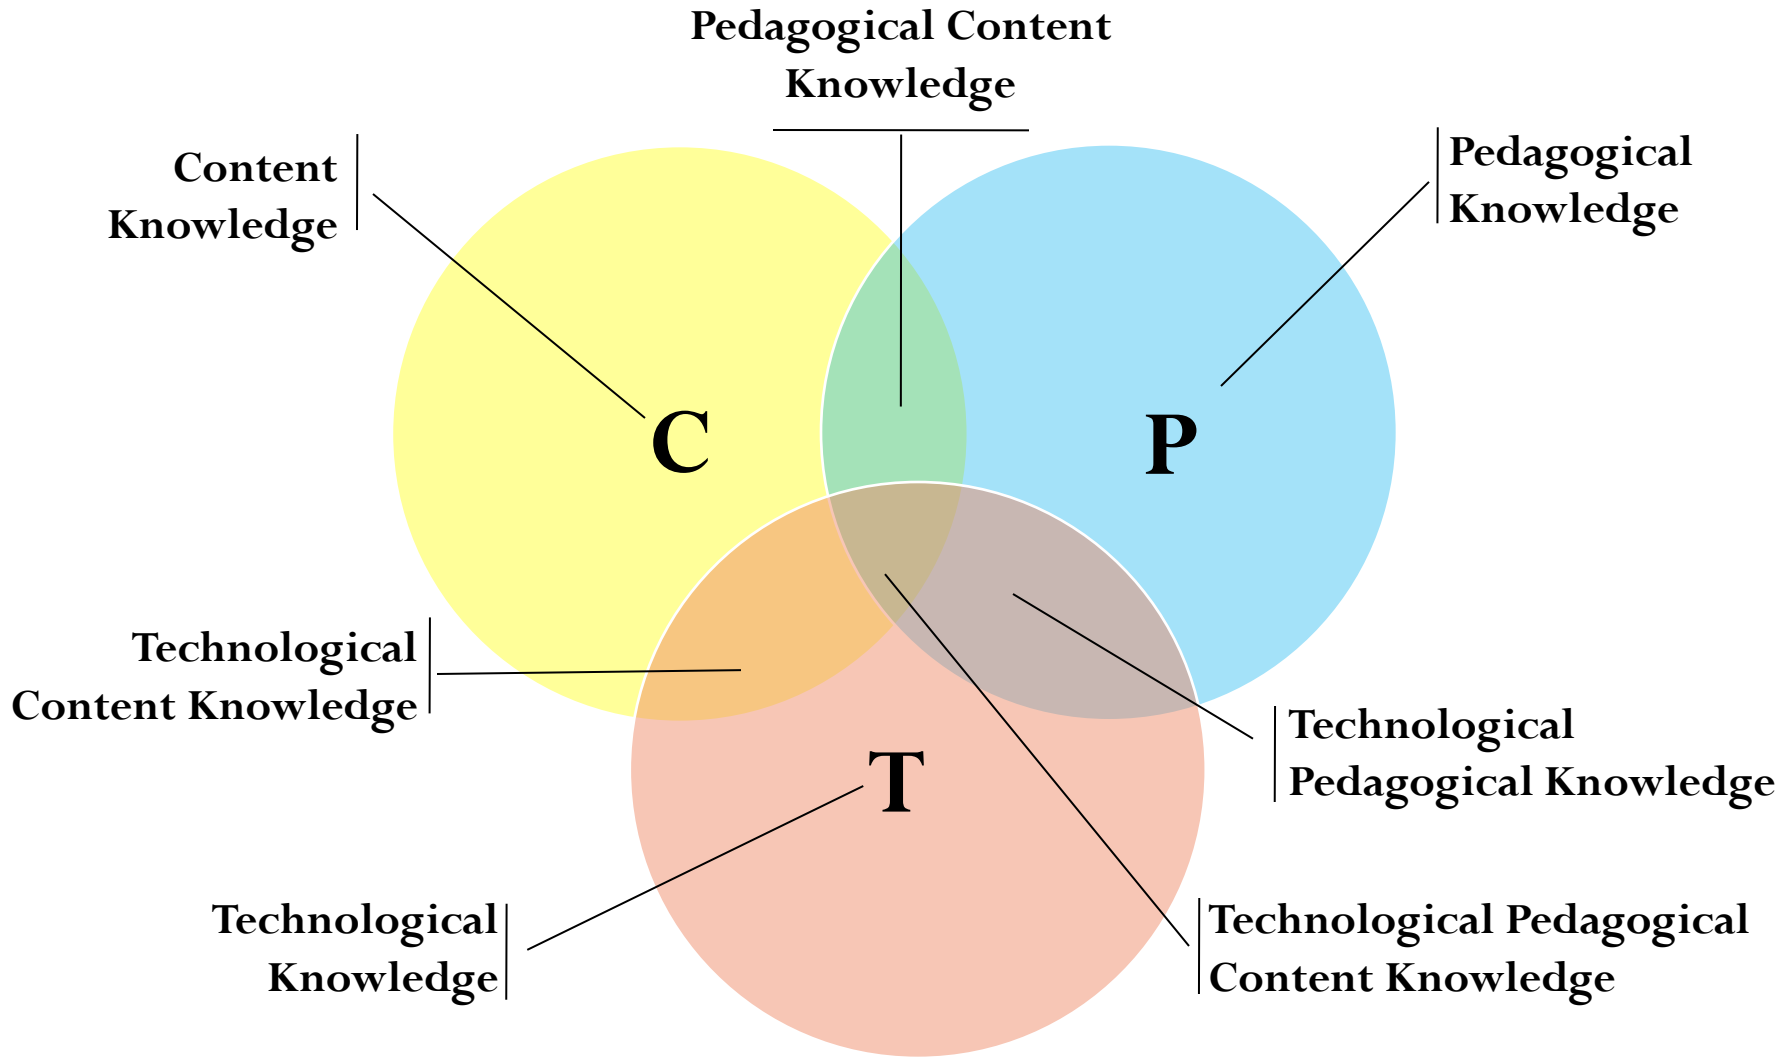 Pedagogical Content
Knowledge
Content
Knowledge
Pedagogical
Knowledge
C
P
Technological
Content Knowledge
T
Technological
Pedagogical Knowledge
Technological
Knowledge
Technological Pedagogical
Content Knowledge